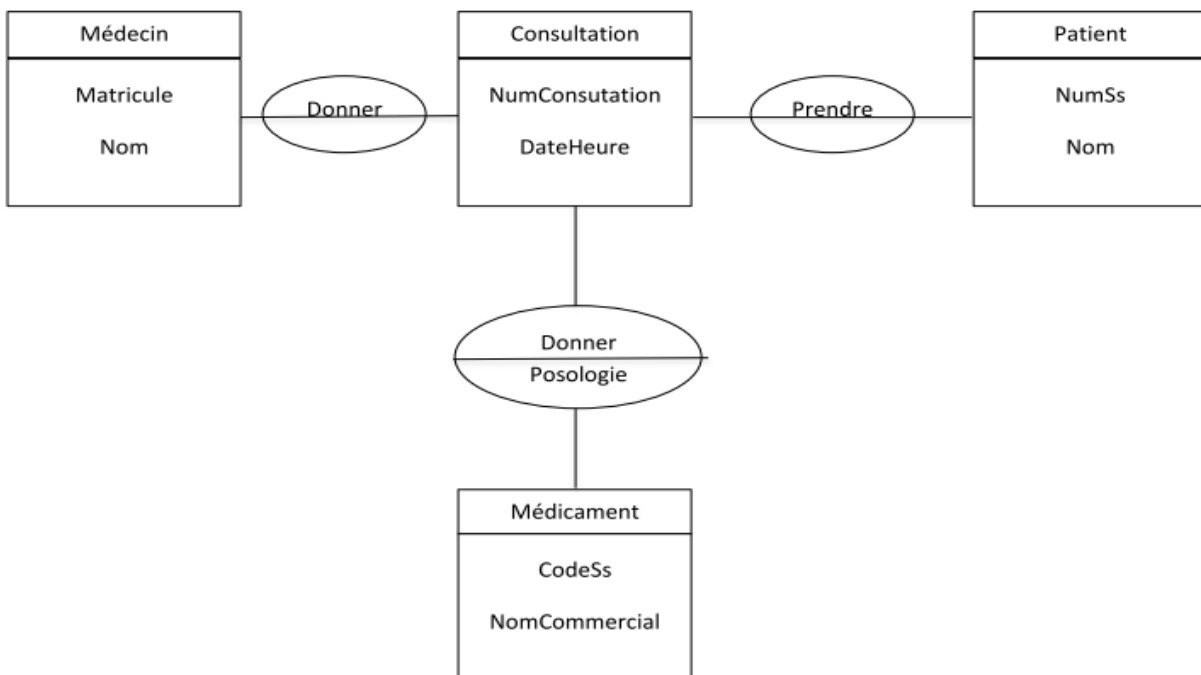 Médecin
Matricule
Nom
Donner
Consultation
NumConsutation
DateHeure
Prendre
Patient
NumSs
Nom
Donner
Posologie
Médicament
CodeSs
NomCommercial